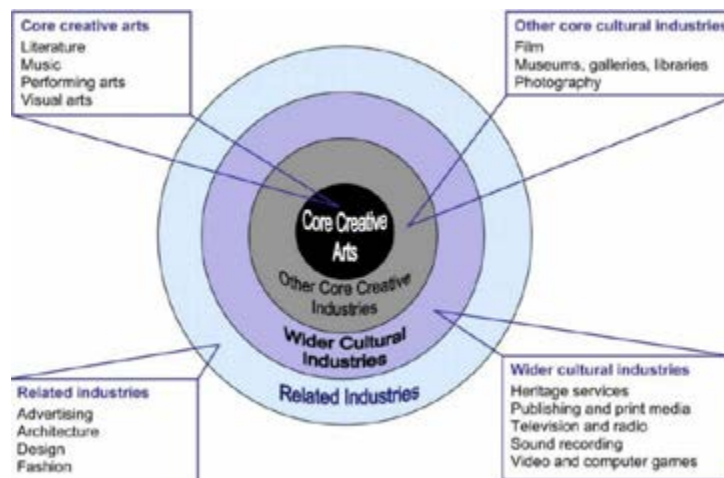 Core creative arts
Literature
Music
Performing arts
Visual arts
Other core cultural industries
Film
Museums, galleries, libraries
Photography
Core Creative
Arts
Other Core Creative
Industries
Wider Cultural
Industries
Related Industries
Related industries
Advertising
Architecture
Design
Fashion
Wider cultural industries
Heritage services
Publishing and print media
Television and radio
Sound recording
Video and computer games